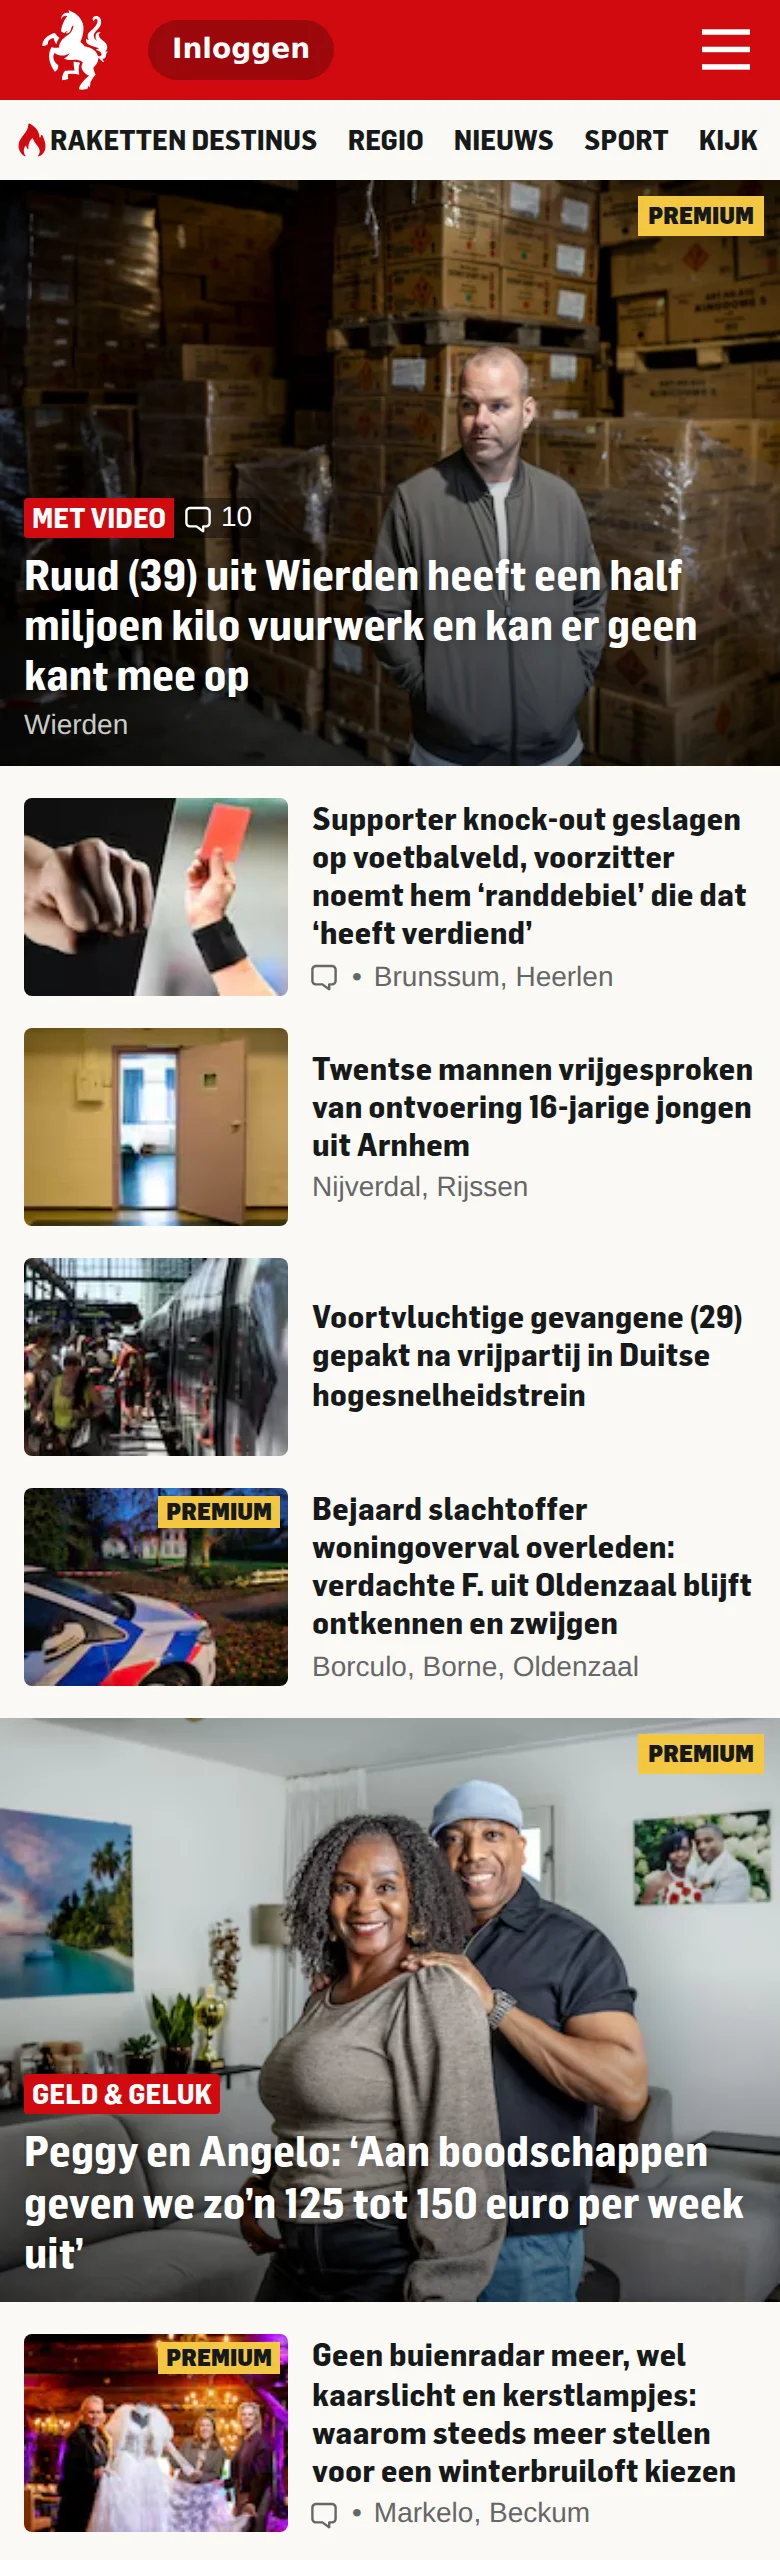 Inloggen
RAKETTEN DESTINUS REGIO NIEUWS SPORT KIJK
PREMIUM
MET VIDEO 10
Ruud (39) uit Wierden heeft een half
miljoen kilo vuurwerk en kan er geen
kant mee op
Wierden
Supporter knock-out geslagen
op voetbalveld, voorzitter
noemt hem ‘randdebiel’ die dat
‘heeft verdiend’
• Brunssum, Heerlen
Twentse mannen vrijgesproken
van ontvoering 16-jarige jongen
uit Arnhem
Nijverdal, Rijssen
Voortvluchtige gevangene (29)
gepakt na vrijpartij in Duitse
hogesnelheidstrein
PREMIUM
Bejaard slachtoffer
woningoverval overleden:
verdachte F. uit Oldenzaal blijft
ontkennen en zwijgen
Borculo, Borne, Oldenzaal
PREMIUM
GELD & GELUK
Peggy en Angelo: ‘Aan boodschappen
geven we zo’n 125 tot 150 euro per week
uit’
PREMIUM
Geen buienradar meer, wel
kaarslicht en kerstlampjes:
waarom steeds meer stellen
voor een winterbruiloft kiezen
• Markelo, Beckum